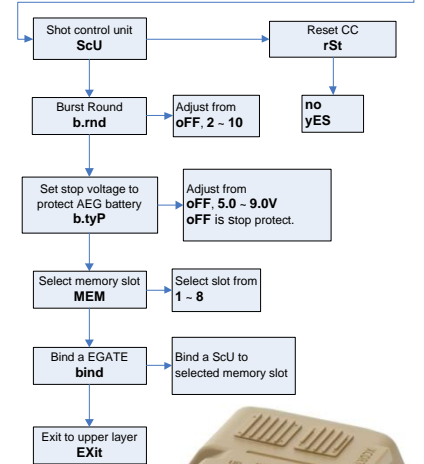 Shot control unit
ScU
Reset CC
rSt
no
yES
Burst Round
b.rnd
Adjust from
oFF, 2 ~ 10
Set stop voltage to
protect AEG battery
b.tyP
Adjust from
oFF, 5.0 ~ 9.0V
oFF is stop protect.
Select memory slot
MEM
Select slot from
1 ~ 8
Bind a EGATE
bind
Bind a ScU to
selected memory slot
Exit to upper layer
EXit